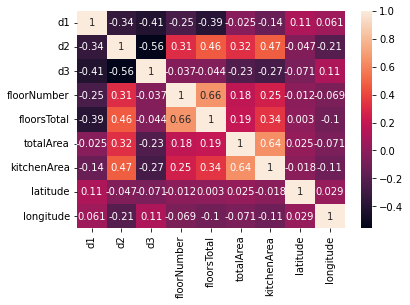 d1 1 -0.34 -0.41 -0.25 -0.39 -0.025 -0.14 0.11 0.061
d2 -0.34 1 -0.56 0.31 0.46 0.32 0.47 -0.047 -0.21
d3 -0.41 -0.56 1 -0.037 -0.044 -0.23 -0.27 -0.071 0.11
floorNumber -0.25 0.31 -0.037 1 0.66 0.18 0.25 -0.012 -0.069
floorsTotal -0.39 0.46 -0.044 0.66 1 0.19 0.34 0.003 -0.1
totalArea -0.025 0.32 -0.23 0.18 0.19 1 0.64 0.025 -0.071
kitchenArea -0.14 0.47 -0.27 0.25 0.34 0.64 1 -0.018 -0.11
latitude 0.11 -0.047 -0.071 -0.012 0.003 0.025 -0.018 1 0.029
longitude 0.061 -0.21 0.11 -0.069 -0.1 -0.071 -0.11 0.029 1
d1 d2 d3 floorNumber floorsTotal totalArea kitchenArea latitude longitude
1.0
0.8
0.6
0.4
0.2
0.0
-0.2
-0.4